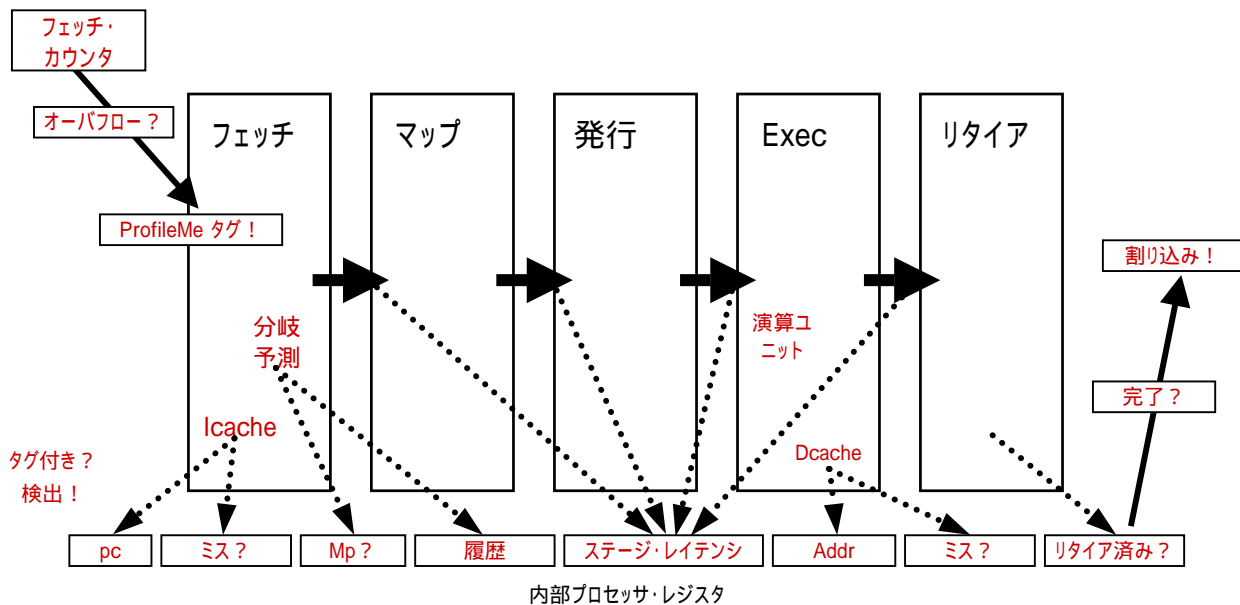 フェッチ・
カウンタ
オーバフロー？
フェッチ
マップ
発行
Exec
リタイア
ProfileMe タグ！
割り込み！
分岐
予測
演算ユ
ニット
完了？
Icache
Dcache
タグ付き？
検出！
pc
ミス？
Mp？
履歴
ステージ・レイテンシ
Addr
ミス？
リタイア済み？
内部プロセッサ・レジスタ